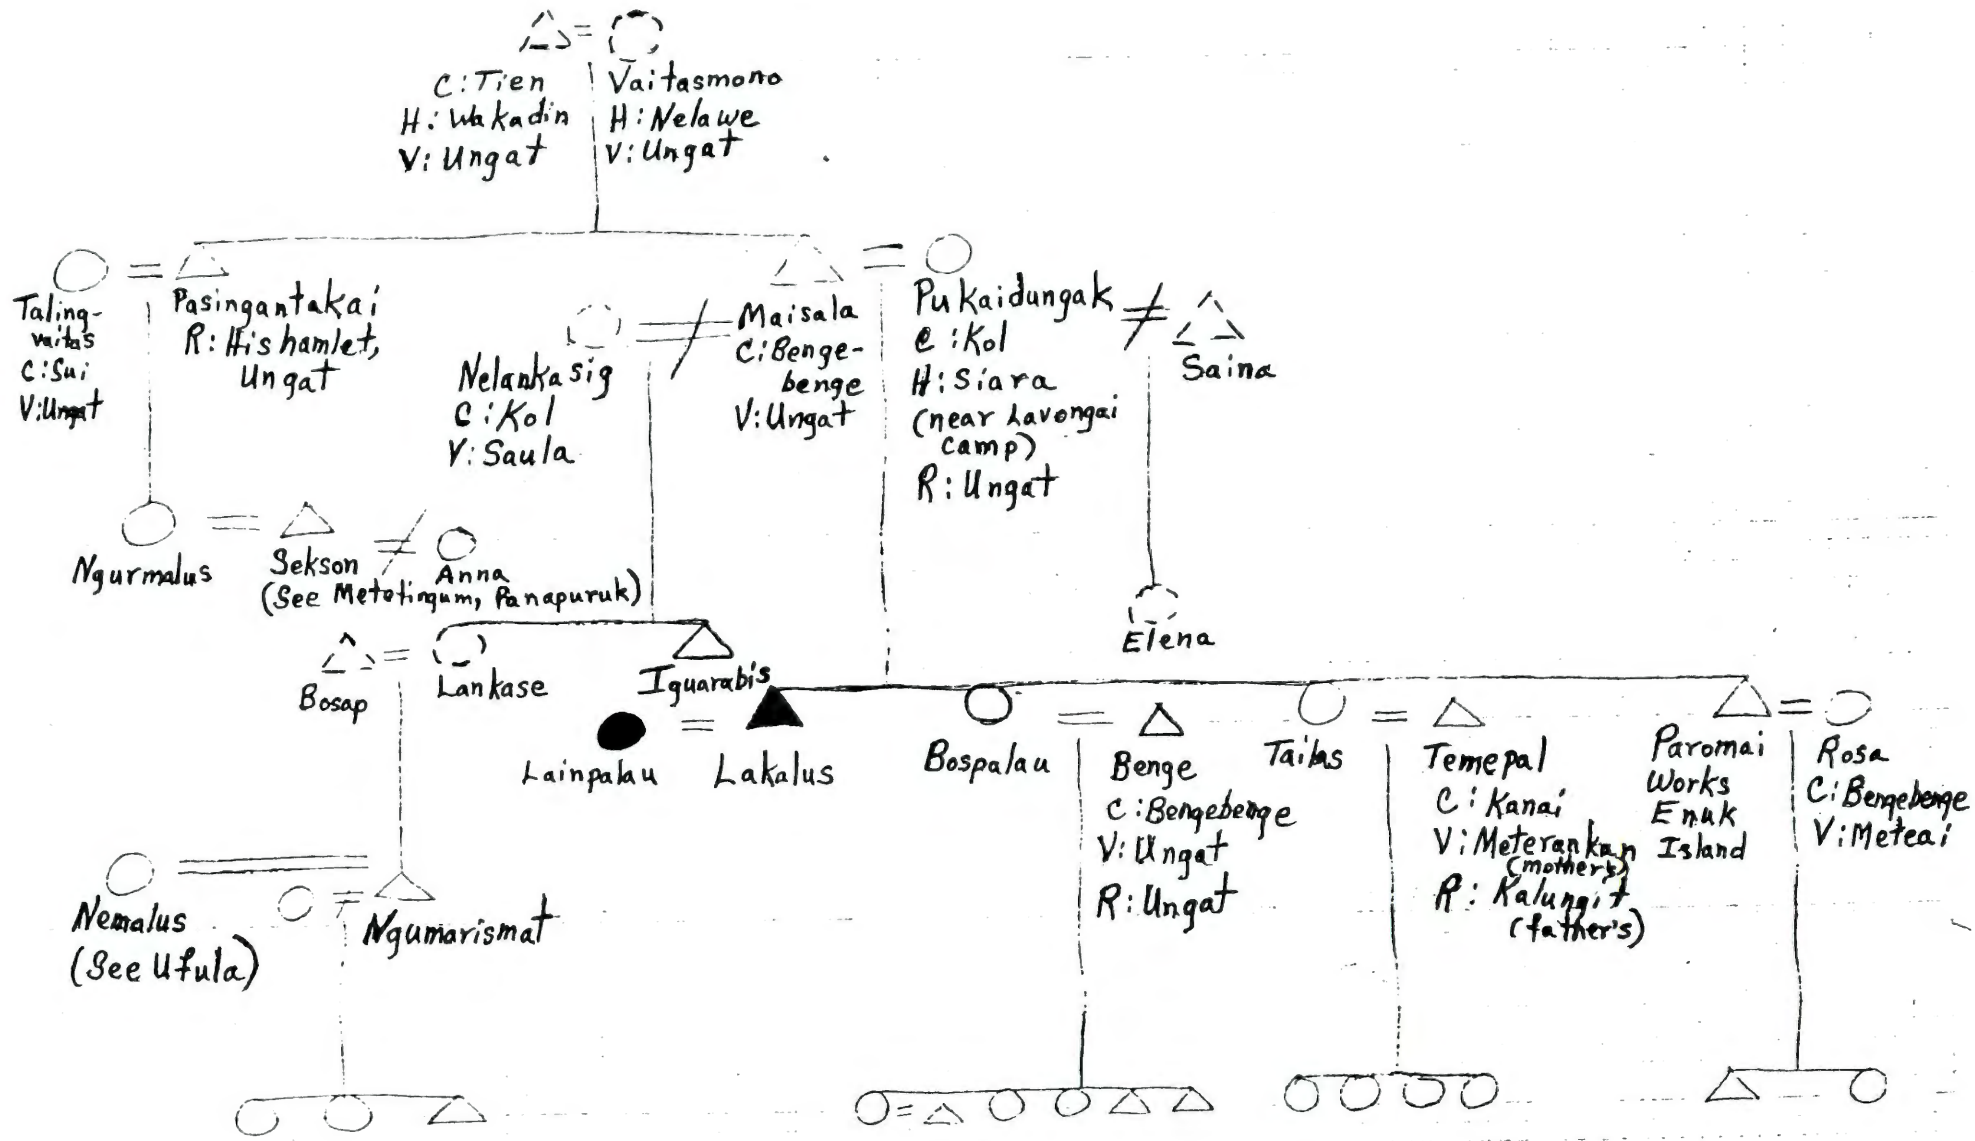 C: Tien
H: Wakadin
V: Ungat
Vaitasmono
H: Nelawe
V: Ungat
Taling-
vaitas
C: Sui
V: Ungat
Pasingantakai
R: His hamlet,
Ungat
Nelankasig
C: Kol
V: Saula
Maisala
C: Benge-
benge
V: Ungat
Pukaidungak
C: Kol
H: Siara
(near Lavongai
camp)
R: Ungat
Saina
Ngurmalus
Sekson
Anna
(See Metetingum, Panapuruk)
Elena
Bosap
Lankase
Iguarabis
Lainpalau
Lakalus
Bospalau
Benge
C: Bengebenge
V: Ungat
R: Ungat
Tailas
Temepal
C: Kanai
V: Meterankan
(mother's)
R: Kalungit
(father's)
Paromai
Works
Enuk
Island
Rosa
C: Bengebenge
V: Meteai
Nemalus
(See Ufula)
Ngumarismat